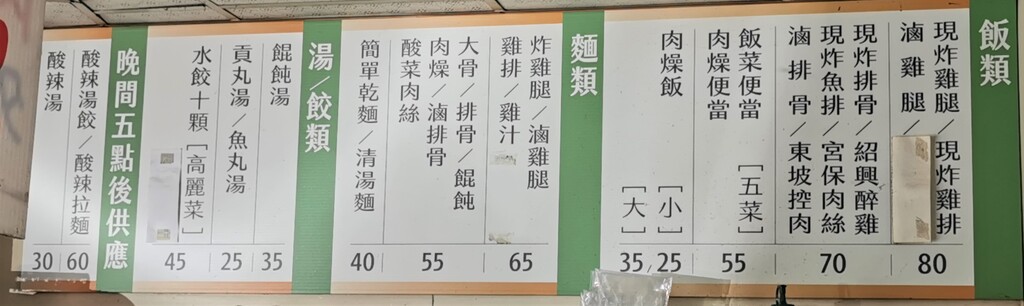 飯類
現炸雞腿／現炸雞排
滷雞腿／
80
現炸排骨／紹興醉雞
現炸魚排／宮保肉絲
滷排骨／東坡控肉
70
飯菜便當［五菜］
肉燥便當
55
肉燥飯［小］
［大］
25
35
麵類
炸雞腿／滷雞腿
雞排／雞汁
65
大骨／排骨／餛飩
肉燥／滷排骨
酸菜肉絲
55
簡單乾麵／清湯麵
40
湯／餃類
餛飩湯
35
貢丸湯／魚丸湯
25
水餃十顆［高麗菜］
45
晚間五點後供應
酸辣湯餃／酸辣拉麵
60
酸辣湯
30